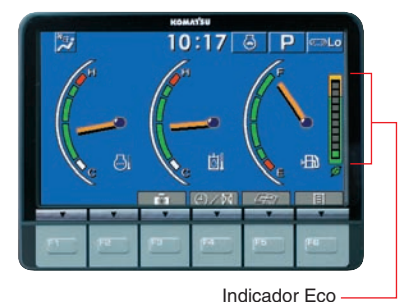 KOMATSU
10:17 P Lo
H H F
C C E
F1 F2 F3 F4 F5 F6
Indicador Eco